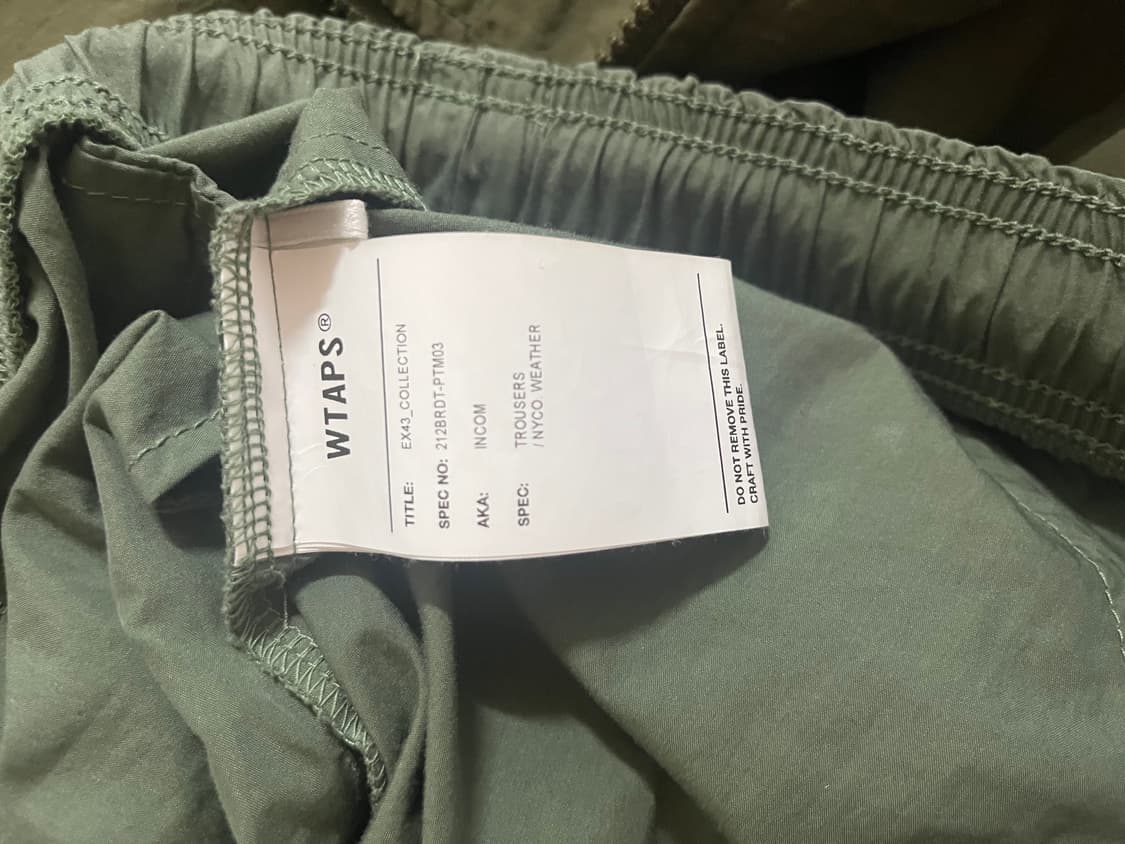 WTAPS®
TITLE: EX43_COLLECTION
SPEC NO: 212BRDT-PTM03
AKA: INCOM
SPEC: TROUSERS
/ NYCO. WEATHER
DO NOT REMOVE THIS LABEL.
CRAFT WITH PRIDE.